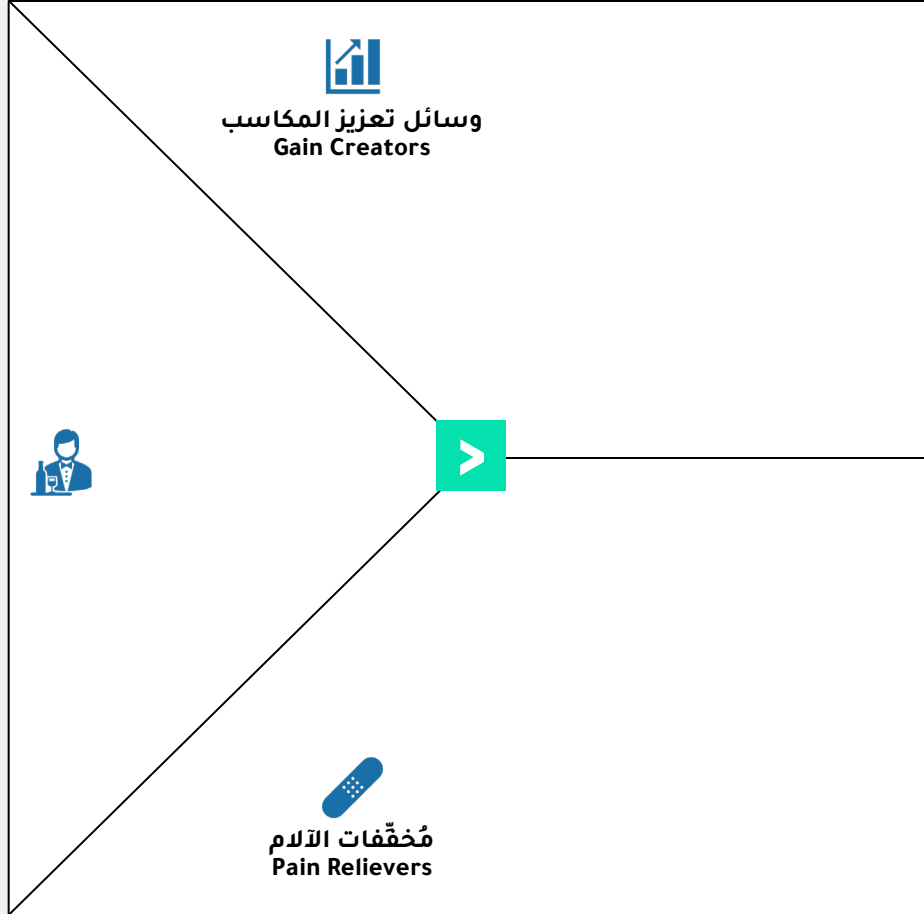 وسائل تعزيز المكاسب
Gain Creators
>
مُخفِّفات الآلام
Pain Relievers